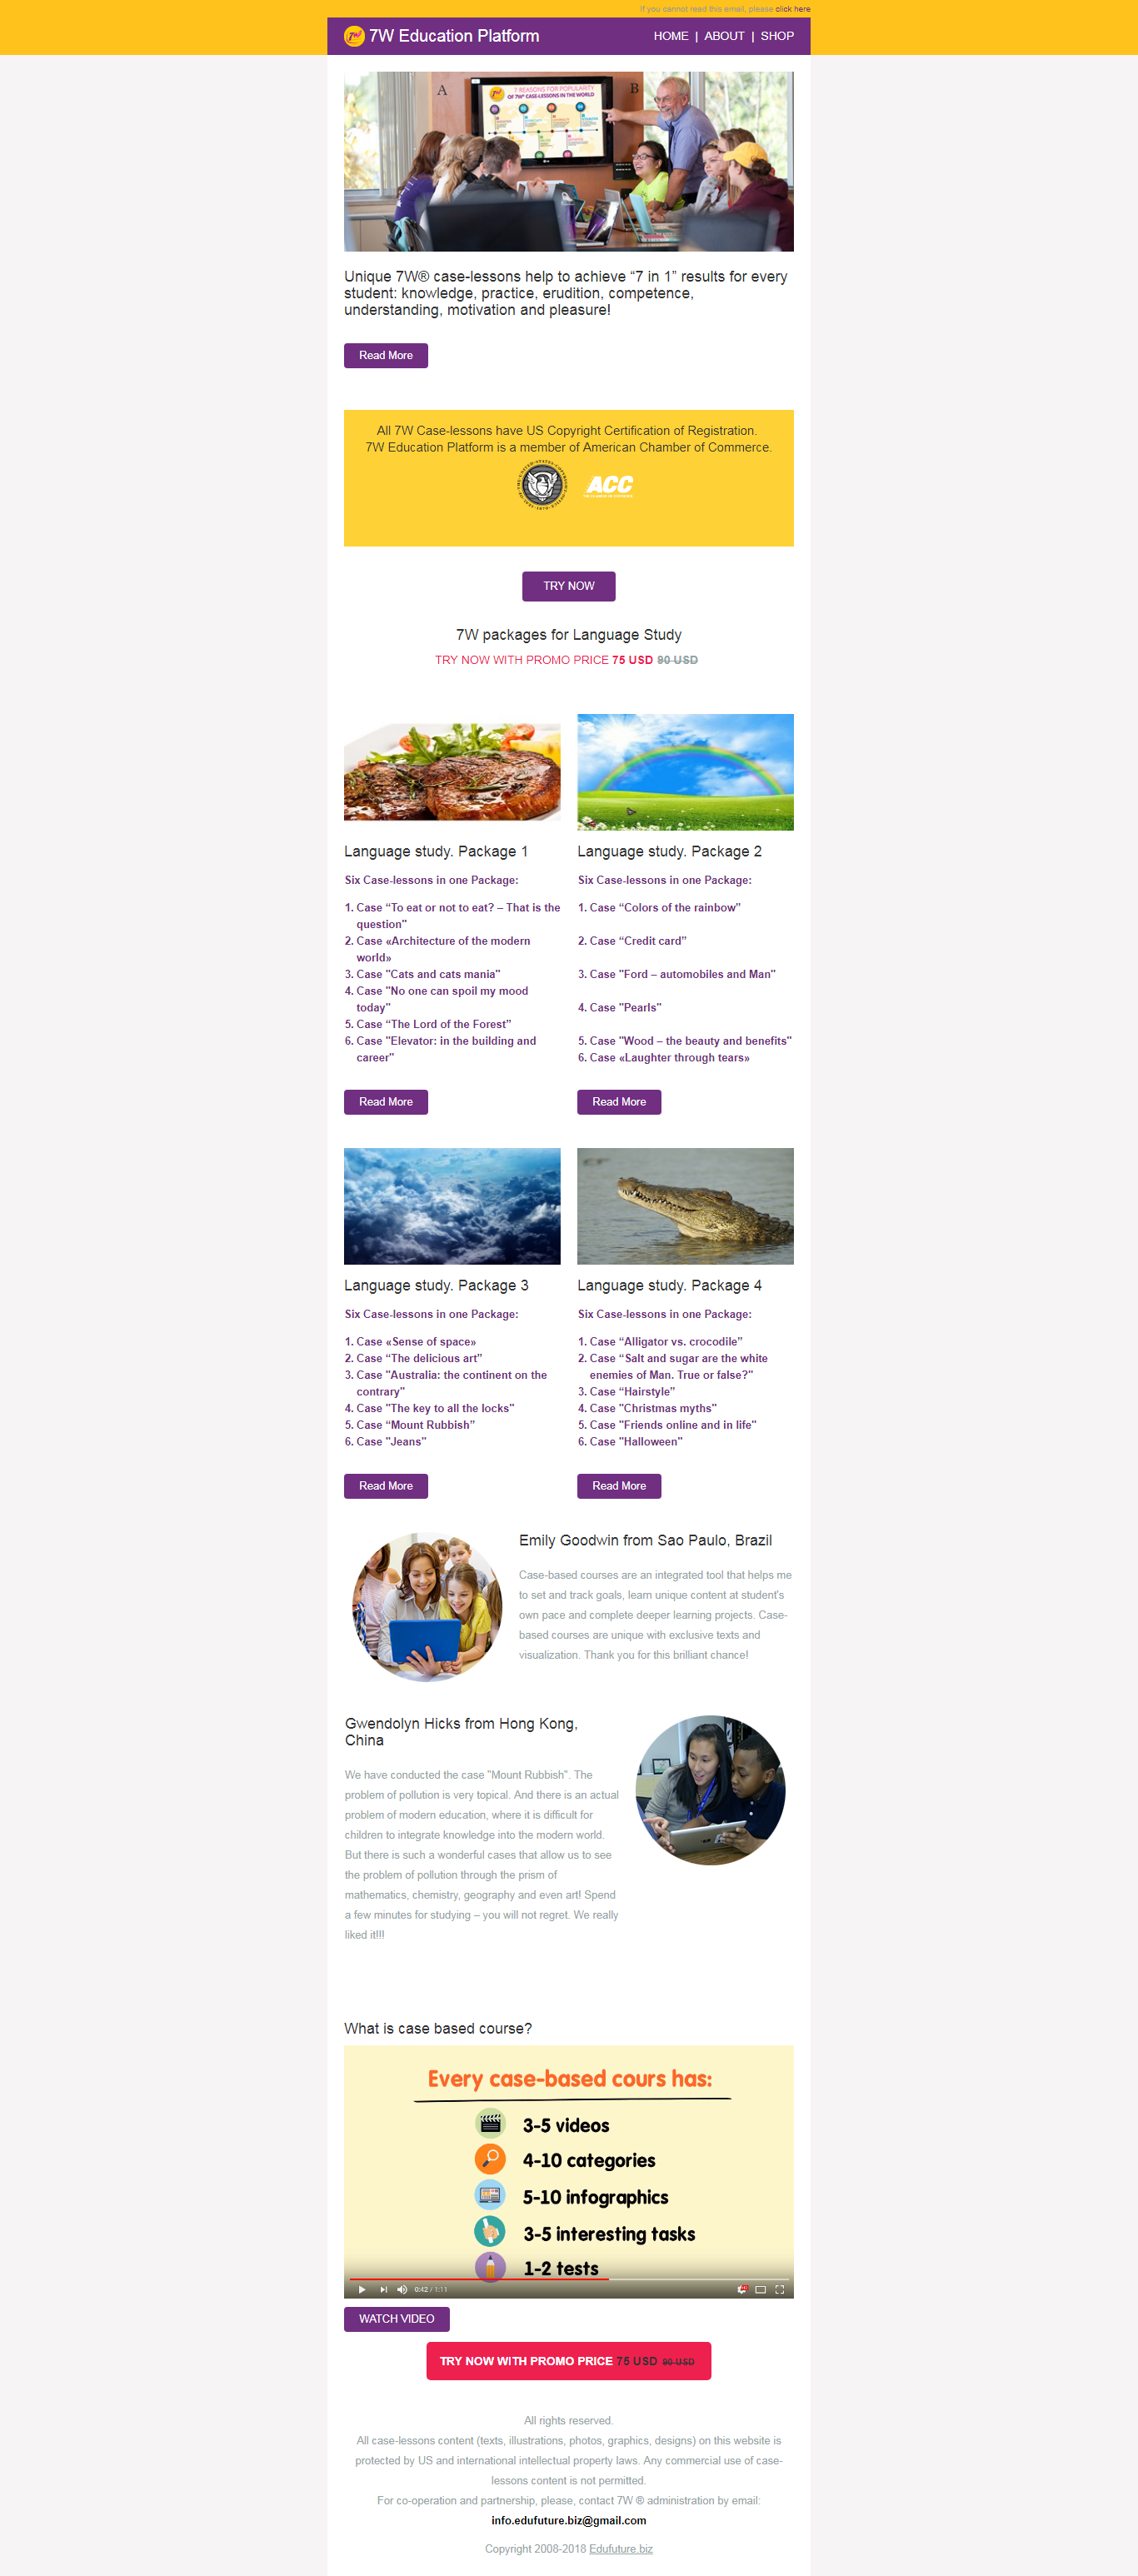 If you cannot read this email, please click here
7W 7W Education Platform
HOME | ABOUT | SHOP
A
B
7 REASONS FOR POPULARITY
OF 7W® CASE-LESSONS IN THE WORLD
Unique 7W® case-lessons help to achieve “7 in 1” results for every
student: knowledge, practice, erudition, competence,
understanding, motivation and pleasure!
Read More
All 7W Case-lessons have US Copyright Certification of Registration.
7W Education Platform is a member of American Chamber of Commerce.
ACC
TRY NOW
7W packages for Language Study
TRY NOW WITH PROMO PRICE 75 USD 90 USD
Language study. Package 1
Six Case-lessons in one Package:
1. Case “To eat or not to eat? – That is the
question"
2. Case «Architecture of the modern
world»
3. Case "Cats and cats mania"
4. Case "No one can spoil my mood
today"
5. Case “The Lord of the Forest”
6. Case "Elevator: in the building and
career"
Read More
Language study. Package 2
Six Case-lessons in one Package:
1. Case “Colors of the rainbow”
2. Case “Credit card”
3. Case "Ford – automobiles and Man"
4. Case "Pearls"
5. Case "Wood – the beauty and benefits"
6. Case «Laughter through tears»
Read More
Language study. Package 3
Six Case-lessons in one Package:
1. Case «Sense of space»
2. Case “The delicious art”
3. Case "Australia: the continent on the
contrary"
4. Case "The key to all the locks"
5. Case “Mount Rubbish”
6. Case "Jeans"
Read More
Language study. Package 4
Six Case-lessons in one Package:
1. Case “Alligator vs. crocodile”
2. Case “Salt and sugar are the white
enemies of Man. True or false?"
3. Case “Hairstyle”
4. Case "Christmas myths"
5. Case "Friends online and in life"
6. Case "Halloween"
Read More
Emily Goodwin from Sao Paulo, Brazil
Case-based courses are an integrated tool that helps me
to set and track goals, learn unique content at student's
own pace and complete deeper learning projects. Case-
based courses are unique with exclusive texts and
visualization. Thank you for this brilliant chance!
Gwendolyn Hicks from Hong Kong,
China
We have conducted the case "Mount Rubbish". The
problem of pollution is very topical. And there is an actual
problem of modern education, where it is difficult for
children to integrate knowledge into the modern world.
But there is such a wonderful cases that allow us to see
the problem of pollution through the prism of
mathematics, chemistry, geography and even art! Spend
a few minutes for studying – you will not regret. We really
liked it!!!
What is case based course?
Every case-based cours has:
3-5 videos
4-10 categories
5-10 infographics
3-5 interesting tasks
1-2 tests
0:42 / 1:11
WATCH VIDEO
TRY NOW WITH PROMO PRICE 75 USD 90 USD
All rights reserved.
All case-lessons content (texts, illustrations, photos, graphics, designs) on this website is
protected by US and international intellectual property laws. Any commercial use of case-
lessons content is not permitted.
For co-operation and partnership, please, contact 7W ® administration by email:
info.edufuture.biz@gmail.com
Copyright 2008-2018 Edufuture.biz